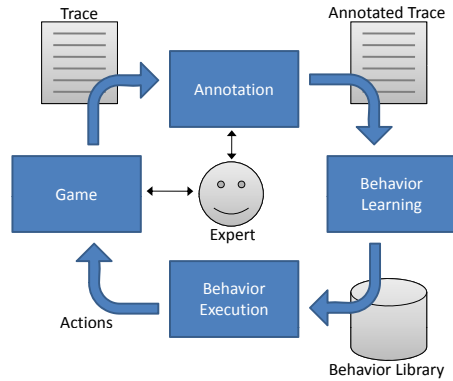 Trace
Annotated Trace
Annotation
Game
Expert
Behavior
Learning
Behavior
Execution
Actions
Behavior Library